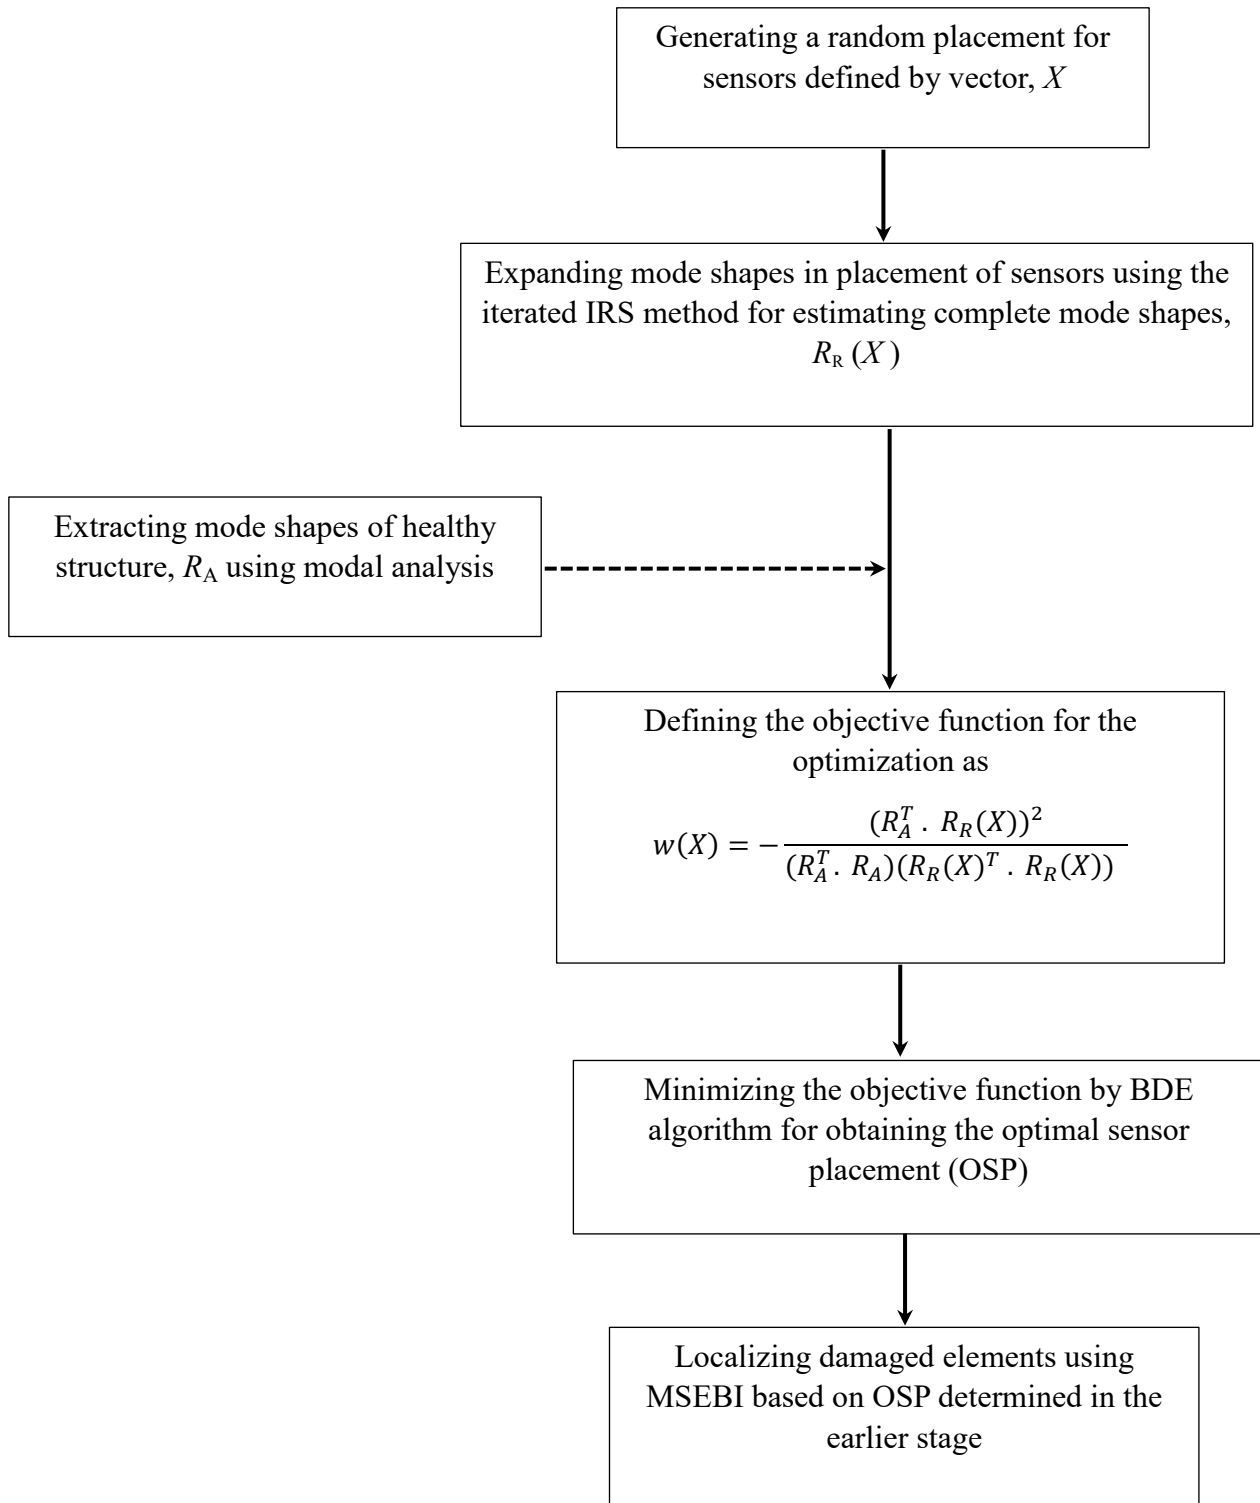 Generating a random placement for
sensors defined by vector, X
Expanding mode shapes in placement of sensors using the
iterated IRS method for estimating complete mode shapes,
R_R (X)
Extracting mode shapes of healthy
structure, R_A using modal analysis
Defining the objective function for the
optimization as
w(X) = − (R_A^T . R_R(X))^2 / (R_A^T . R_A)(R_R(X)^T . R_R(X))
Minimizing the objective function by BDE
algorithm for obtaining the optimal sensor
placement (OSP)
Localizing damaged elements using
MSEBI based on OSP determined in the
earlier stage